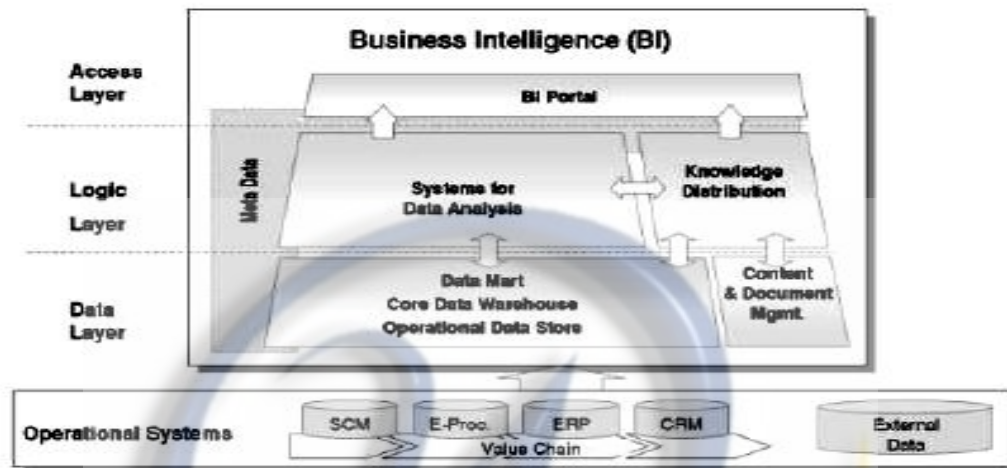 Business Intelligence (BI)
Access
Layer
BI Portal
Meta Data
Logic
Layer
Systems for
Data Analysis
Knowledge
Distribution
Data
Layer
Data Mart
Core Data Warehouse
Operational Data Store
Content
& Document
Mgmt.
Operational Systems
SCM
E-Proc.
ERP
CRM
Value Chain
External
Data